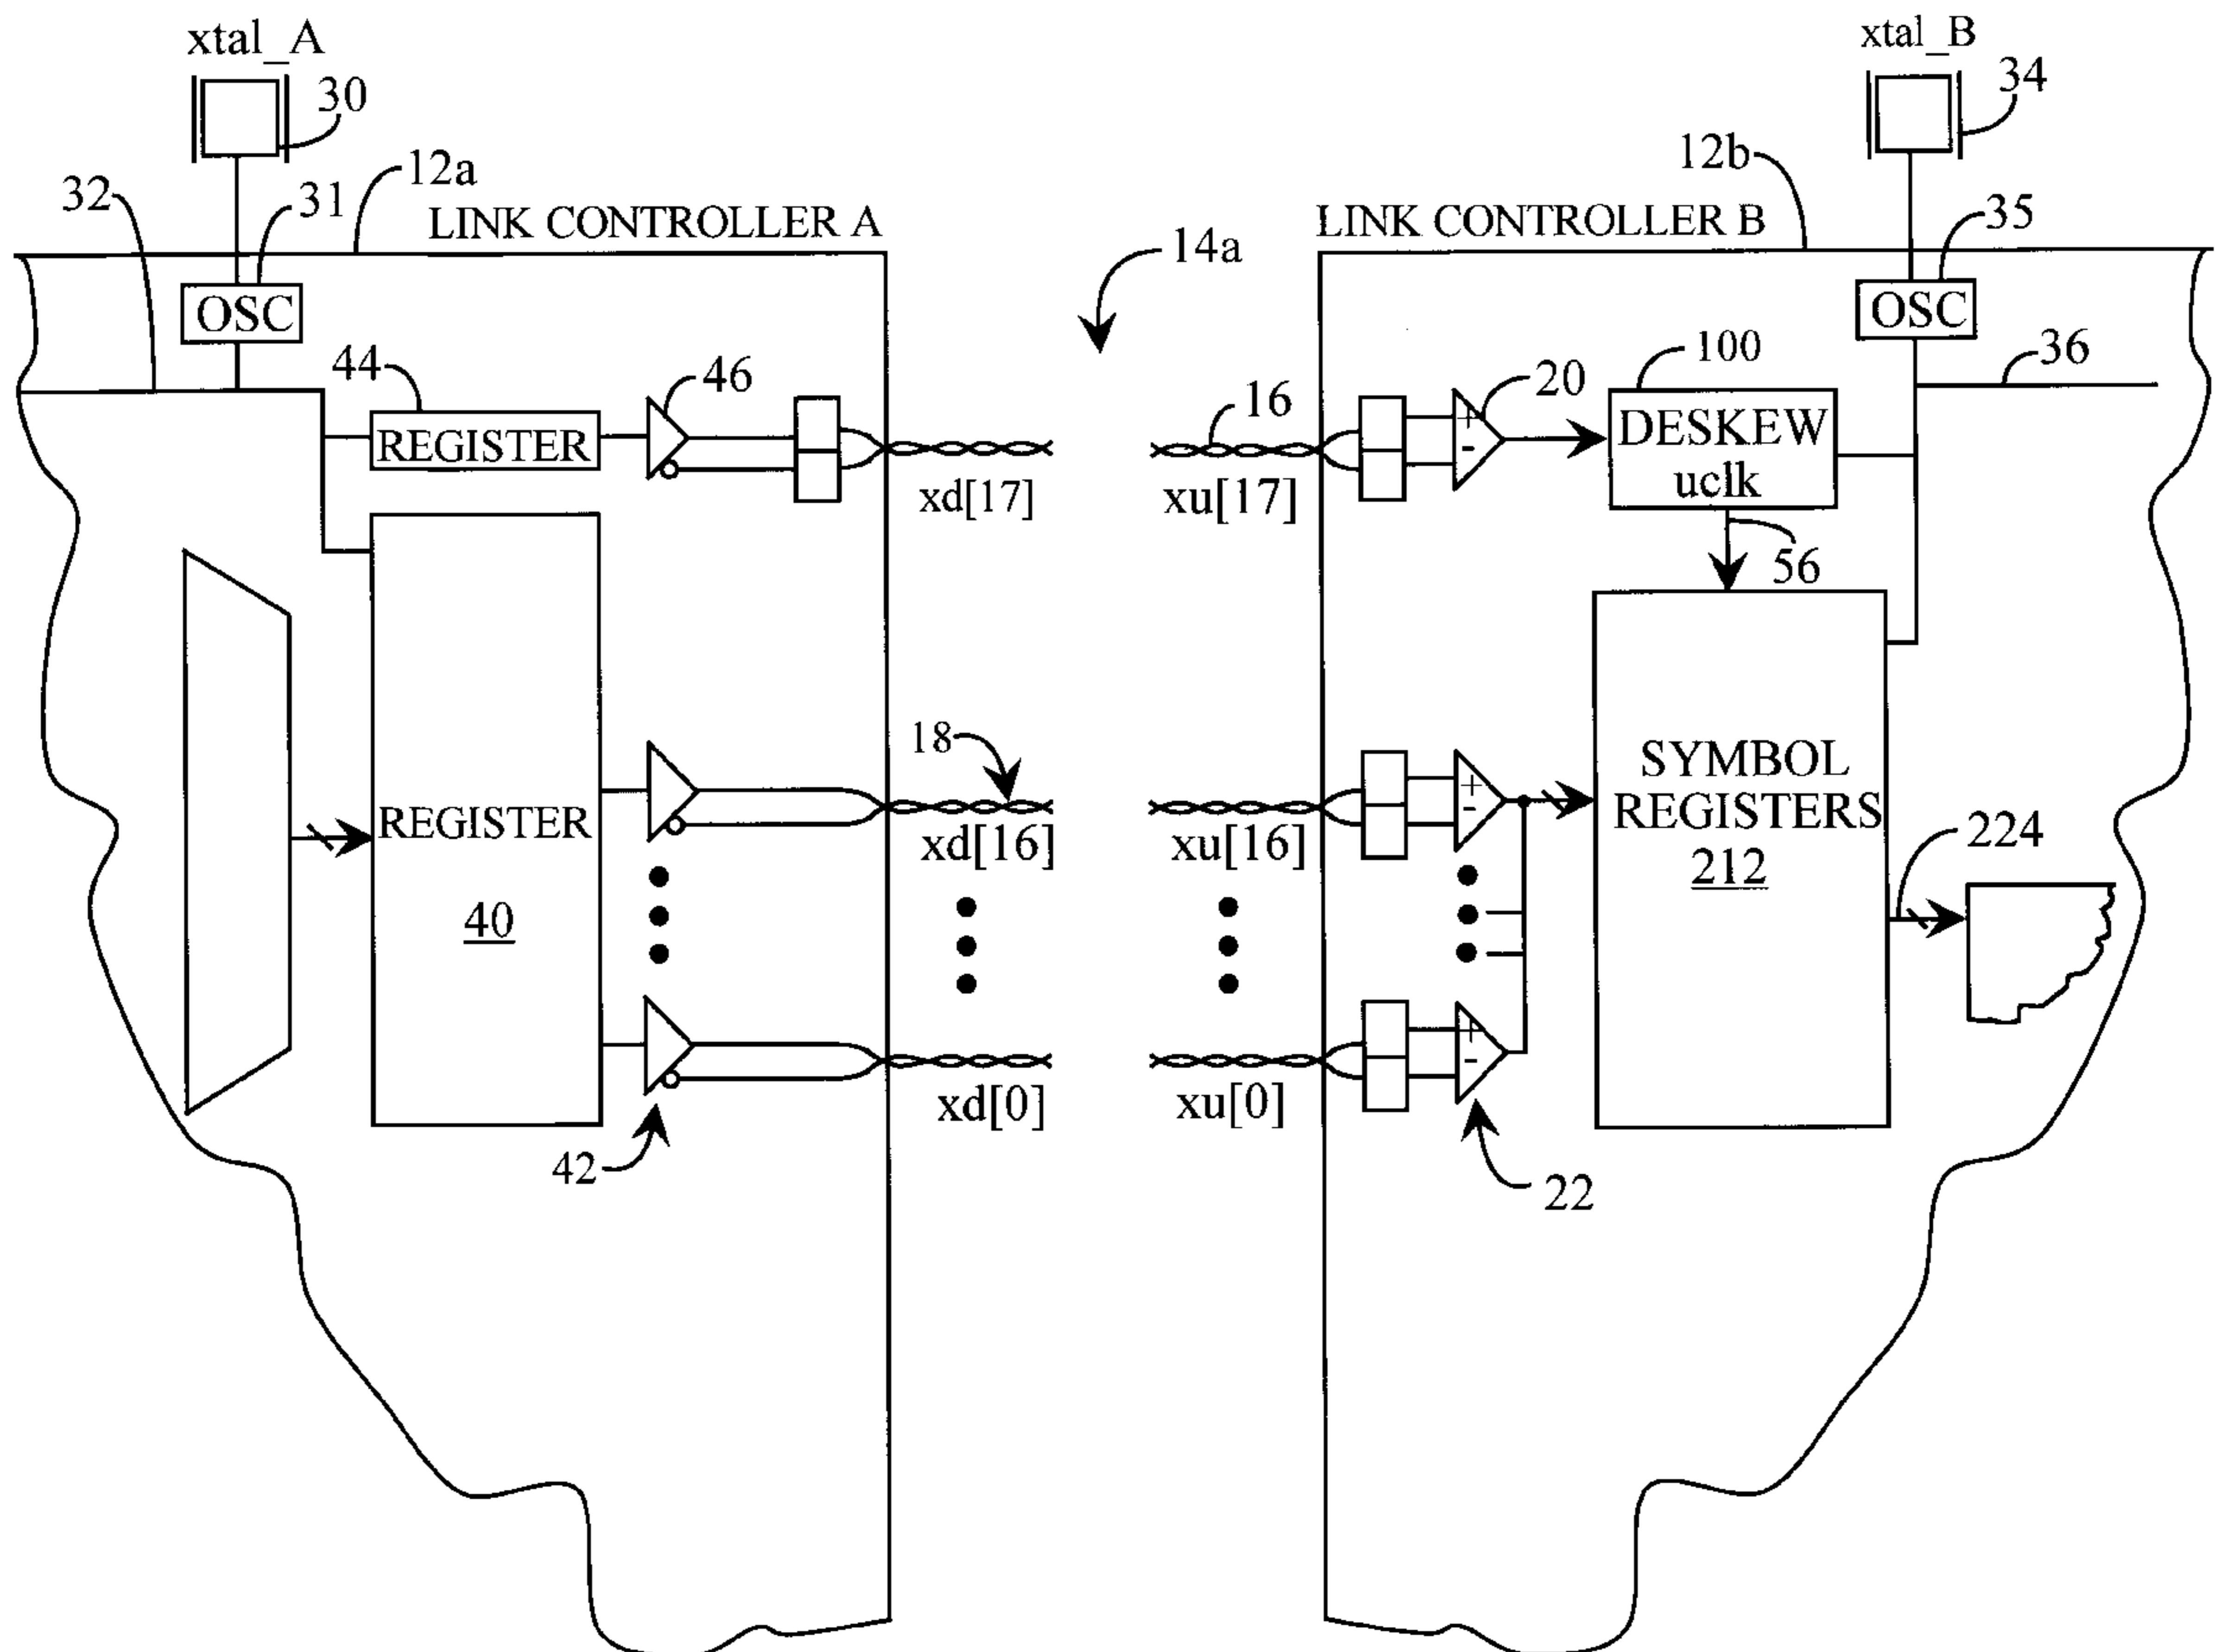 xtal_A
30
12a
32
31
LINK CONTROLLER A
OSC
44
46
REGISTER
xd[17]
REGISTER
40
18
xd[16]
xd[0]
42
14a
xtal_B
34
12b
LINK CONTROLLER B
35
OSC
36
100
20
16
+
-
DESKEW
uclk
xu[17]
56
+
-
xu[16]
SYMBOL
REGISTERS
212
224
+
-
xu[0]
22